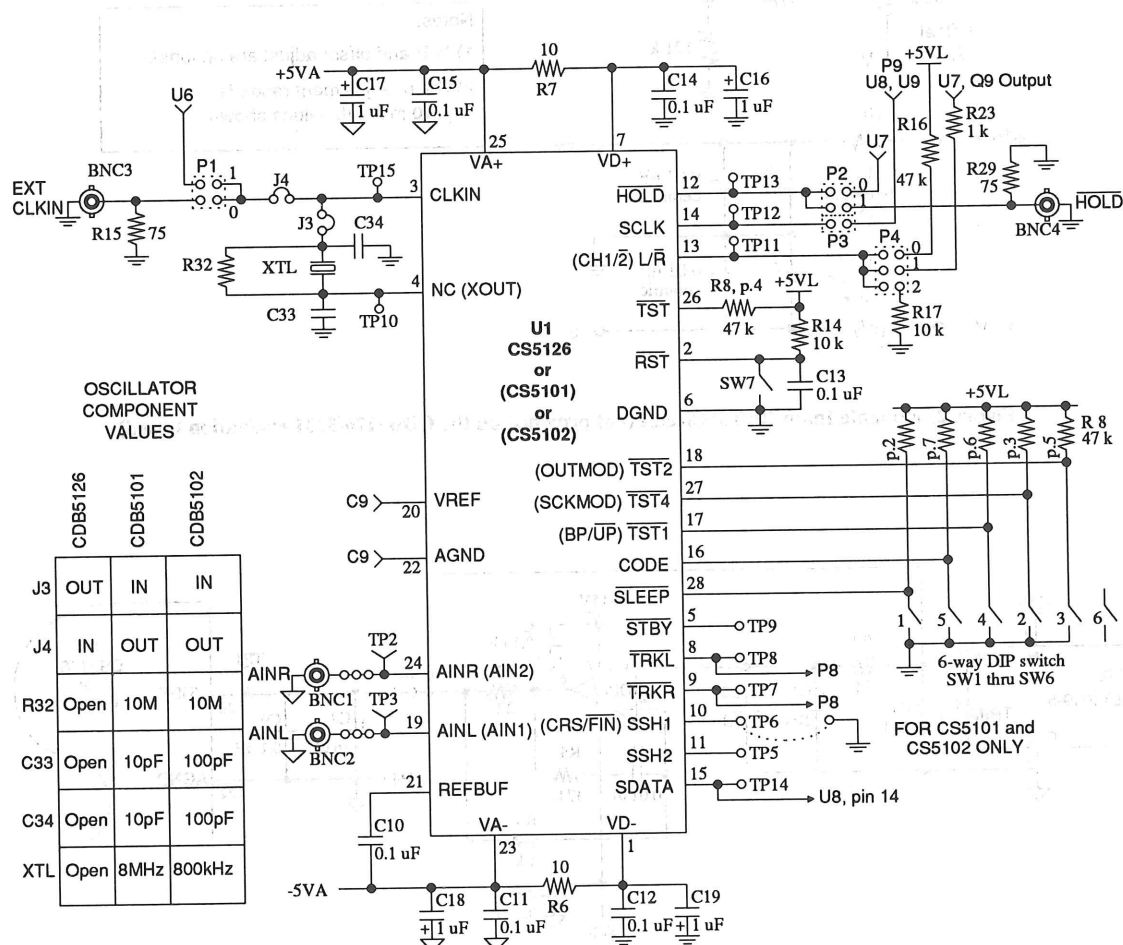 +5VA
C17
1 uF
C15
0.1 uF
10
R7
C14
0.1 uF
C16
1 uF
P9
U8, U9
+5VL
U7, Q9 Output
R16
47 k
R23
1 k
U6
25
VA+
7
VD+
BNC3
EXT
CLKIN
R15
75
P1
1
0
J4
TP15
3
CLKIN
J3
C34
R32
XTL
C33
4
NC (XOUT)
TP10
HOLD
12
TP13
P2
0
1
U7
R29
75
HOLD
BNC4
SCLK
14
TP12
P3
(CH1/2) L/R
13
TP11
P4
0
1
2
R17
10 k
TST
26
R8, p.4
47 k
+5VL
R14
10 k
RST
2
SW7
C13
0.1 uF
DGND
6
U1
CS5126
or
(CS5101)
or
(CS5102)
+5VL
p.2
p.7
p.6
p.3
p.5
R 8
47 k
(OUTMOD) TST2
18
(SCKMOD) TST4
27
(BP/UP) TST1
17
CODE
16
SLEEP
28
1
5
4
2
3
6
6-way DIP switch
SW1 thru SW6
STBY
5
TP9
TRKL
8
TP8
P8
TRKR
9
TP7
P8
(CRS/FIN) SSH1
10
TP6
FOR CS5101 and
CS5102 ONLY
SSH2
11
TP5
SDATA
15
TP14
U8, pin 14
C9
VREF
20
C9
AGND
22
AINR
BNC1
TP2
24
AINR (AIN2)
AINL
BNC2
TP3
19
AINL (AIN1)
21
REFBUF
C10
0.1 uF
VA-
23
VD-
1
-5VA
10
R6
C18
1 uF
C11
0.1 uF
C12
0.1 uF
C19
1 uF
OSCILLATOR
COMPONENT
VALUES
CDB5126 CDB5101 CDB5102
J3 OUT IN IN
J4 IN OUT OUT
R32 Open 10M 10M
C33 Open 10pF 100pF
C34 Open 10pF 100pF
XTL Open 8MHz 800kHz